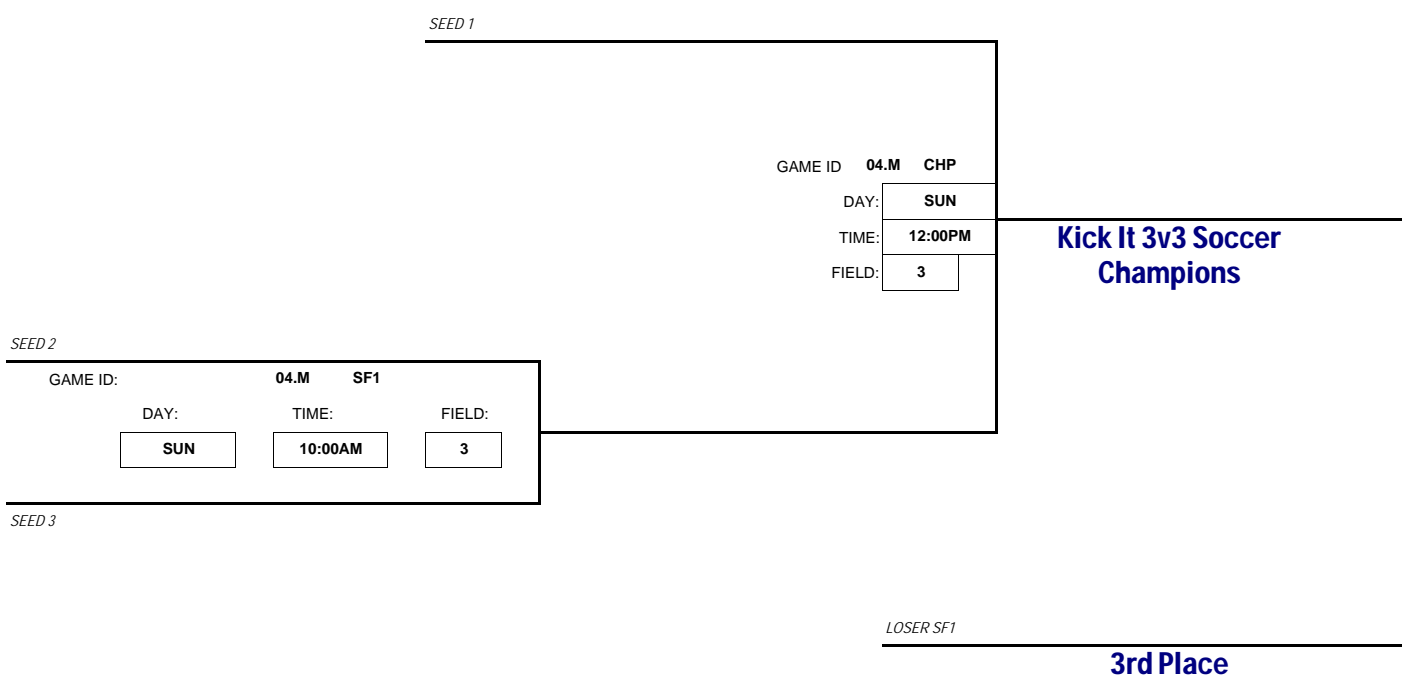 SEED 1
GAME ID 04.M CHP
DAY: SUN
TIME: 12:00PM
FIELD: 3
Kick It 3v3 Soccer
Champions
SEED 2
GAME ID: 04.M SF1
DAY: TIME: FIELD:
SUN 10:00AM 3
SEED 3
LOSER SF1
3rd Place